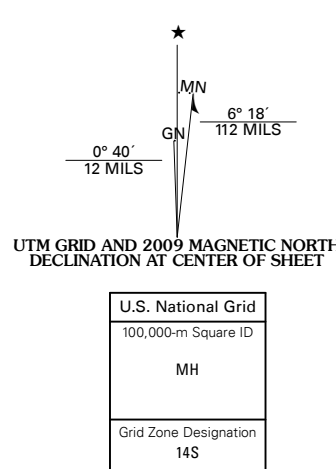 MN
GN
6° 18´
112 MILS
0° 40´
12 MILS
UTM GRID AND 2009 MAGNETIC NORTH
DECLINATION AT CENTER OF SHEET
U.S. National Grid
100,000-m Square ID
MH
Grid Zone Designation
14S